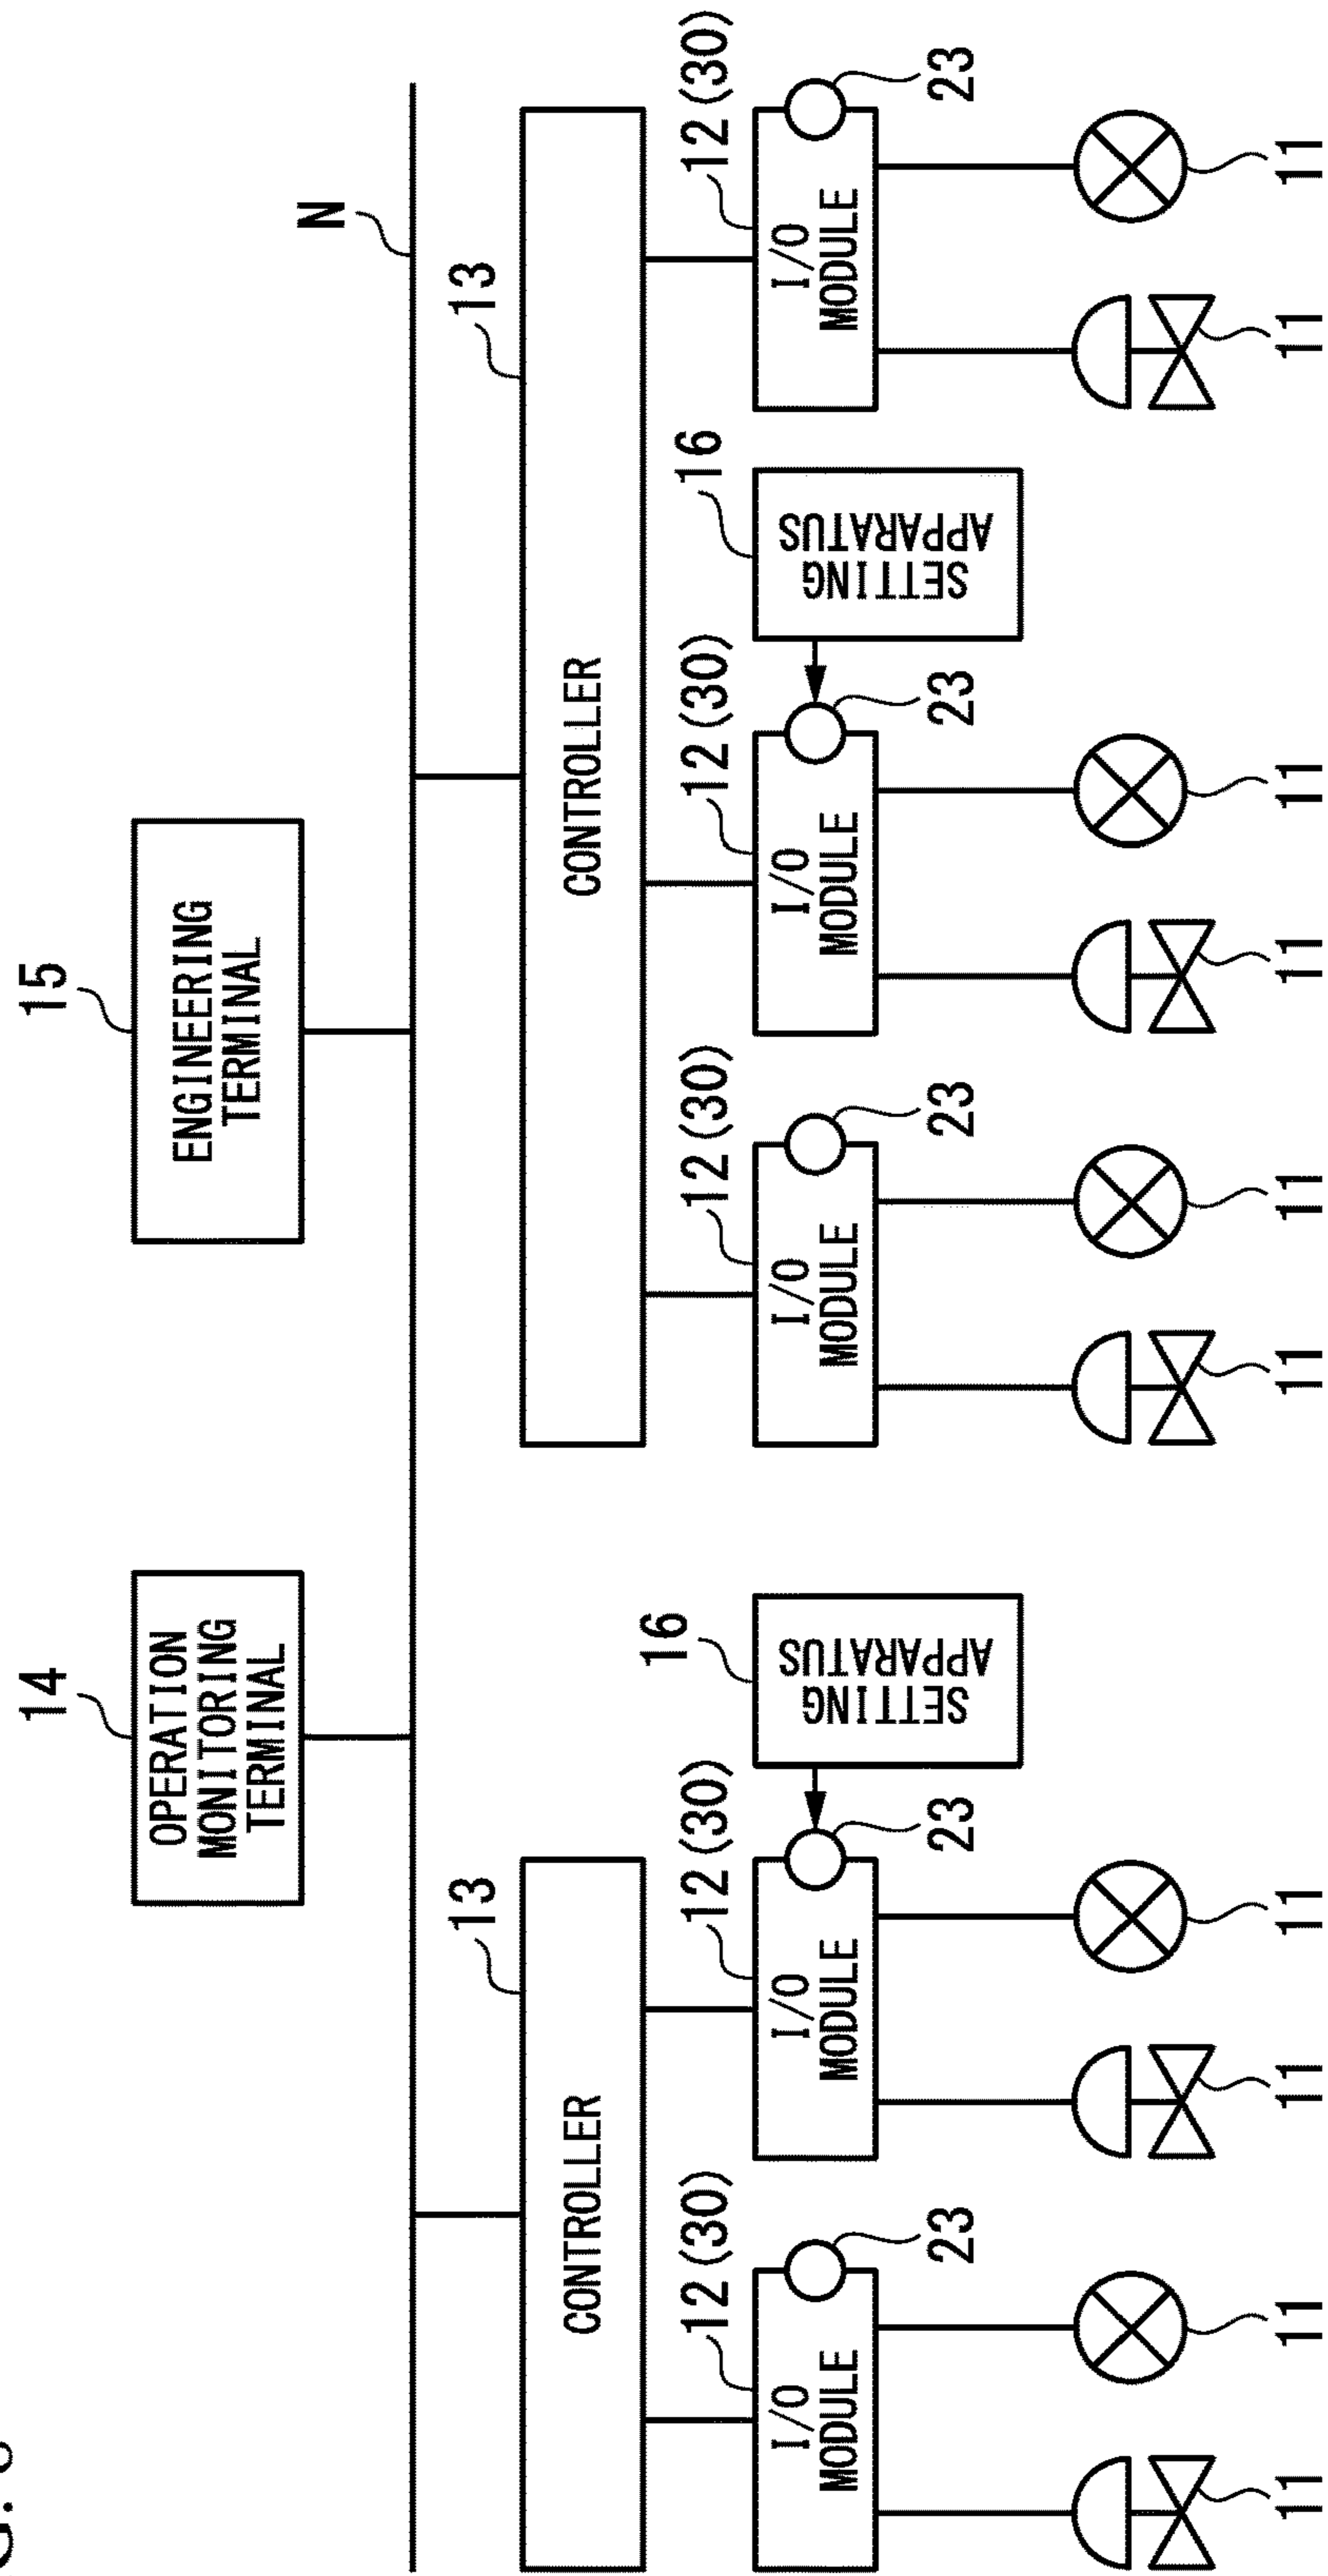 14
15
OPERATION
MONITORING
TERMINAL
ENGINEERING
TERMINAL
N
13
13
CONTROLLER
CONTROLLER
12 (30)
12 (30)
16
12 (30)
12 (30)
16
12 (30)
I/O
MODULE
I/O
MODULE
SETTING
APPARATUS
I/O
MODULE
I/O
MODULE
SETTING
APPARATUS
I/O
MODULE
23
23
23
23
23
11
11
11
11
11
11
11
11
11
11